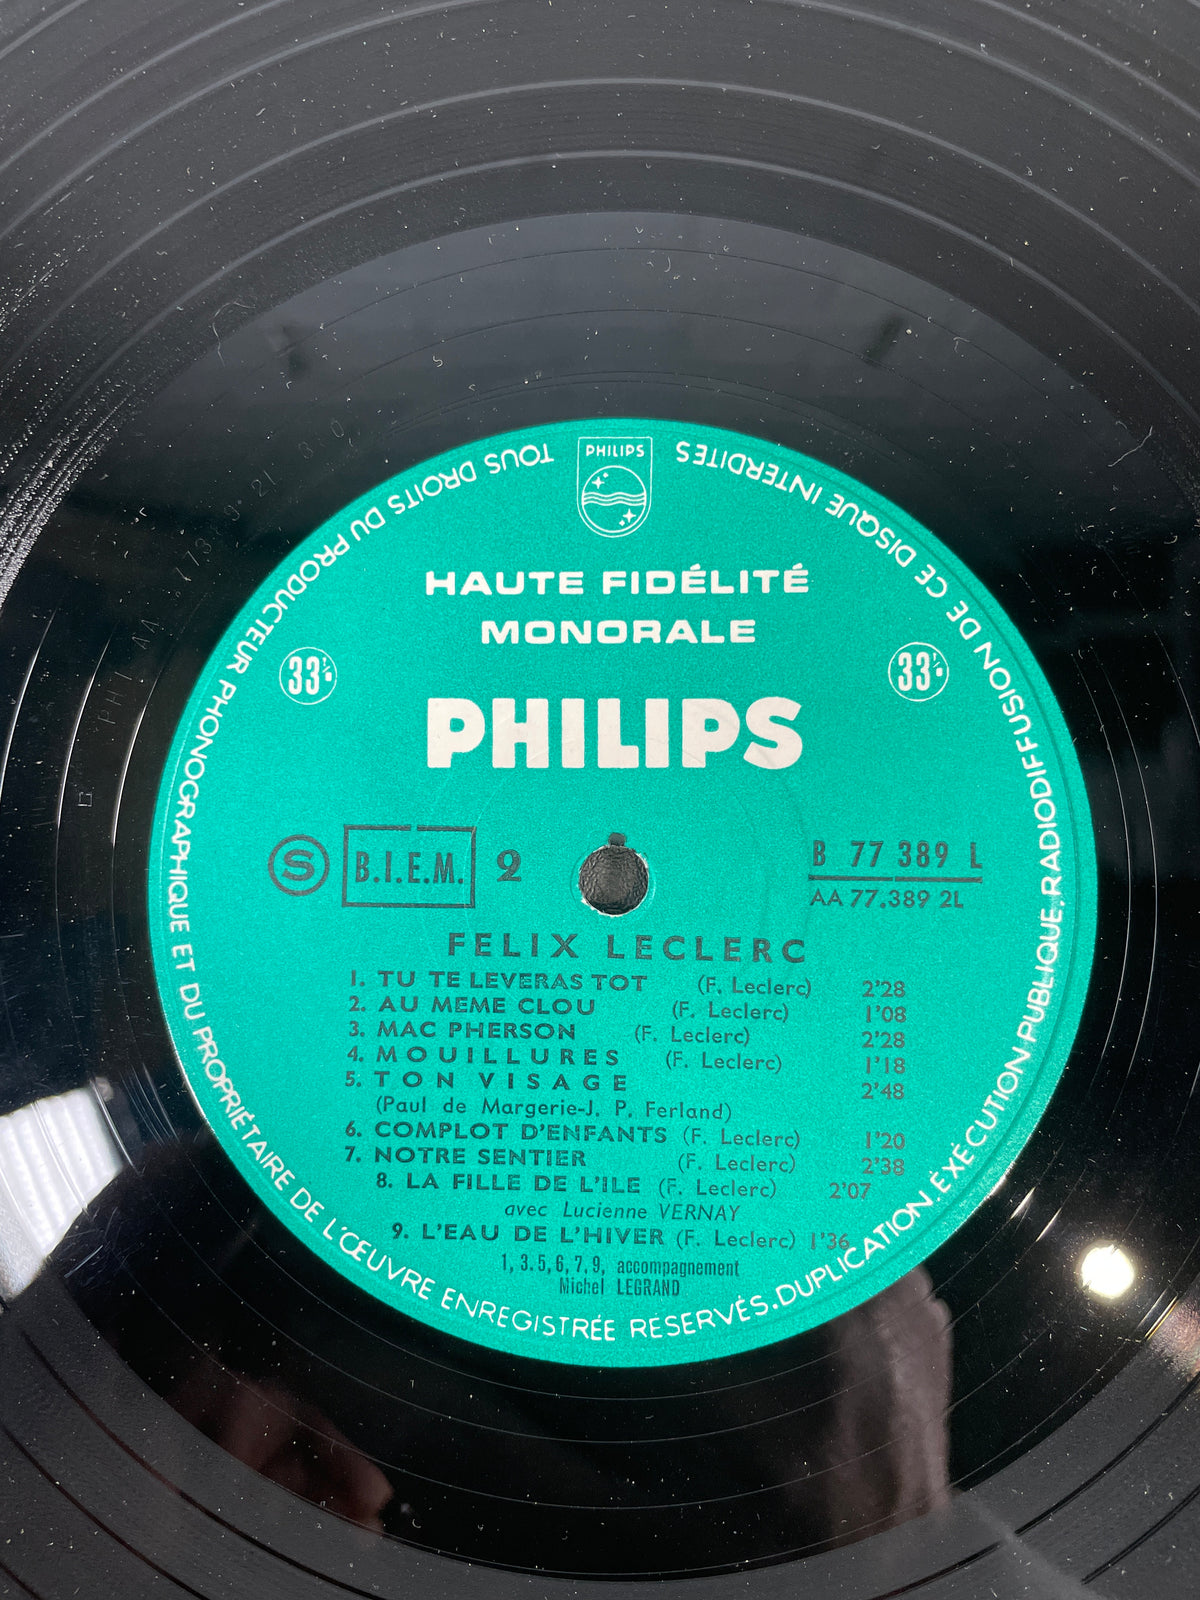 PHILIPS
TOUS DROITS DU PRODUCTEUR PHONOGRAPHIQUE ET DU PROPRIÉTAIRE DE L'ŒUVRE ENREGISTRÉE RESERVÉS.DUPLICATION.ÉXÉCUTION PUBLIQUE.RADIODIFFUSION DE CE DISQUE INTERDITES
HAUTE FIDÉLITÉ
MONORALE
33 33
PHILIPS
S B.I.E.M. 2 B 77 389 L
AA 77.389 2L
FELIX LECLERC
1. TU TE LEVERAS TOT (F. Leclerc) 2'28
2. AU MEME CLOU (F. Leclerc) 1'08
3. MAC PHERSON (F. Leclerc) 2'28
4. MOUILLURES (F. Leclerc) 1'18
5. TON VISAGE 2'48
(Paul de Margerie-J. P. Ferland)
6. COMPLOT D'ENFANTS (F. Leclerc) 1'20
7. NOTRE SENTIER (F. Leclerc) 2'38
8. LA FILLE DE L'ILE (F. Leclerc) 2'07
avec Lucienne VERNAY
9. L'EAU DE L'HIVER (F. Leclerc) 1'36
1, 3. 5, 6, 7, 9, accompagnement
Michel LEGRAND